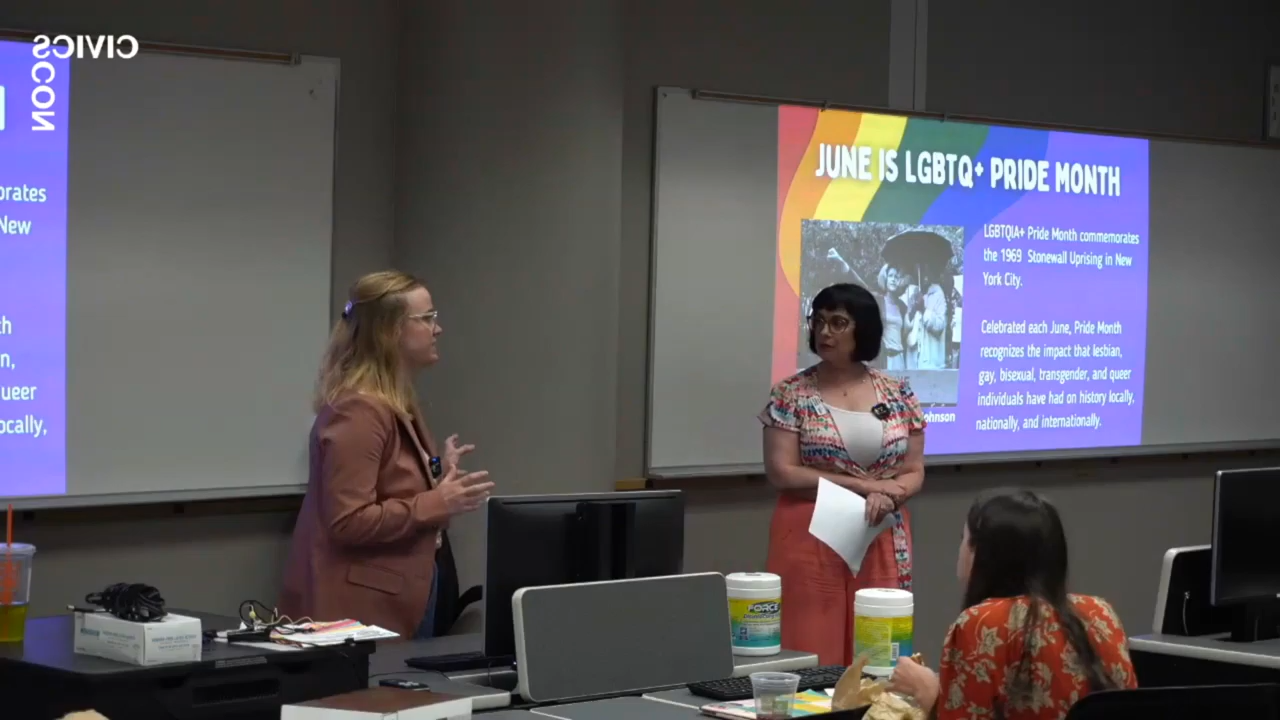 CIVICS
CON
orates
New
h
n,
ueer
ocally,
JUNE IS LGBTQ+ PRIDE MONTH
LGBTQIA+ Pride Month commemorates
the 1969 Stonewall Uprising in New
York City.
Celebrated each June, Pride Month
recognizes the impact that lesbian,
gay, bisexual, transgender, and queer
individuals have had on history locally,
nationally, and internationally.
ohnson
FORCE